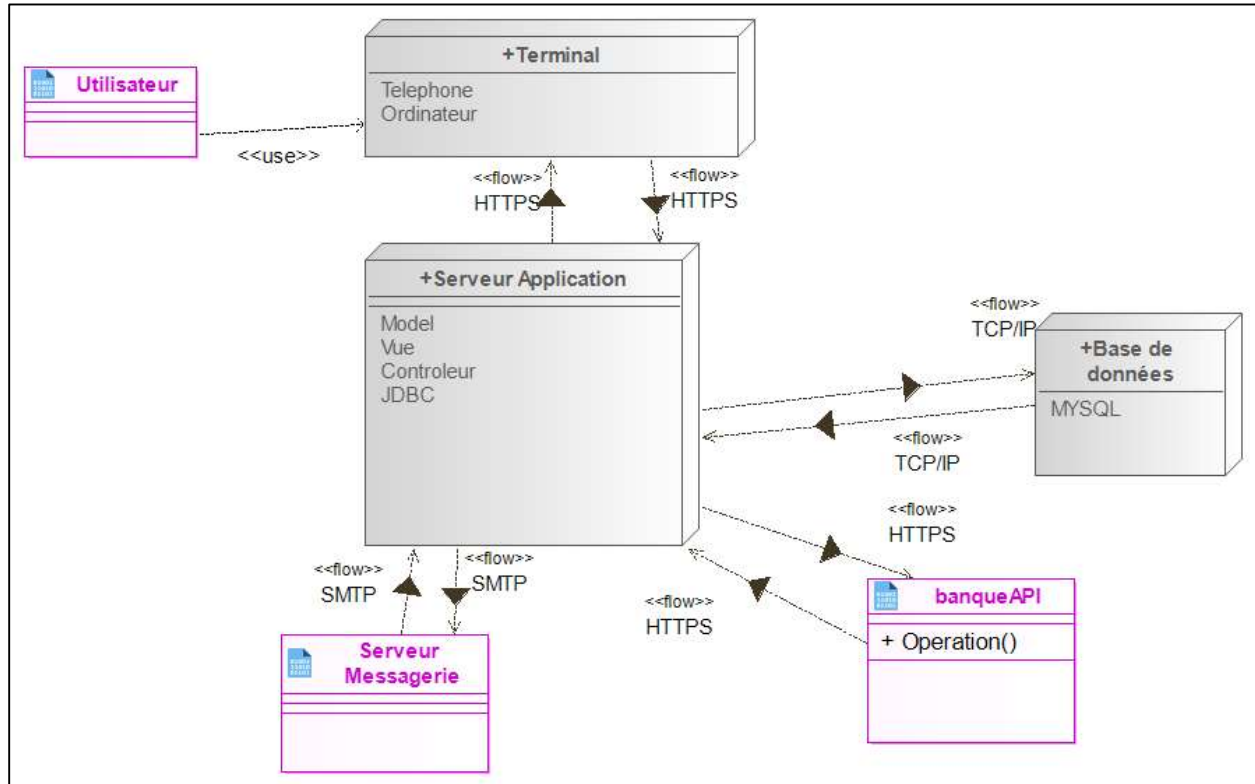 +Terminal
Telephone
Ordinateur
Utilisateur
<<use>>
<<flow>>
HTTPS
<<flow>>
HTTPS
+Serveur Application
Model
Vue
Controleur
JDBC
<<flow>>
TCP/IP
+Base de
données
MYSQL
<<flow>>
TCP/IP
<<flow>>
HTTPS
<<flow>>
SMTP
<<flow>>
SMTP
<<flow>>
HTTPS
banqueAPI
+ Operation()
Serveur
Messagerie